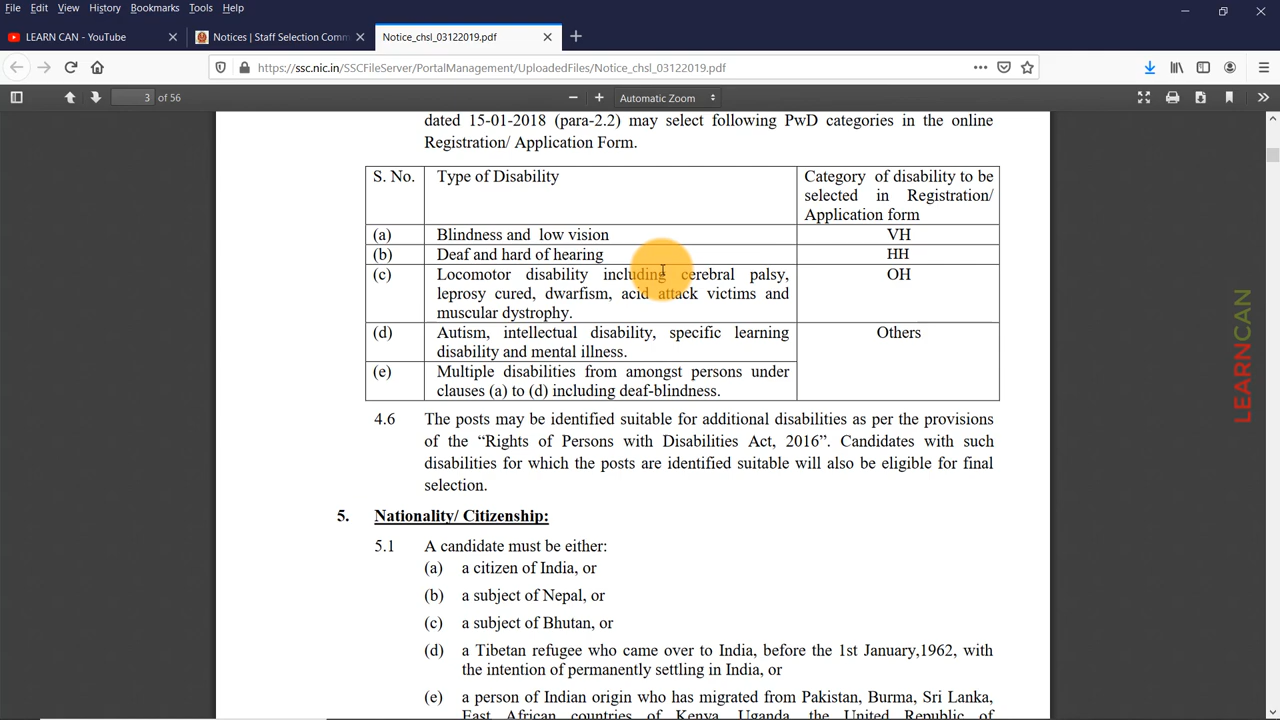 File Edit View History Bookmarks Tools Help
LEARN CAN - YouTube
Notices | Staff Selection Comm
Notice_chsl_03122019.pdf
https://ssc.nic.in/SSCFileServer/PortalManagement/UploadedFiles/Notice_chsl_03122019.pdf
3 of 56
Automatic Zoom
dated 15-01-2018 (para-2.2) may select following PwD categories in the online
Registration/ Application Form.
S. No. Type of Disability Category of disability to be
selected in Registration/
Application form
(a) Blindness and low vision VH
(b) Deaf and hard of hearing HH
(c) Locomotor disability including cerebral palsy, OH
leprosy cured, dwarfism, acid attack victims and
muscular dystrophy.
(d) Autism, intellectual disability, specific learning Others
disability and mental illness.
(e) Multiple disabilities from amongst persons under
clauses (a) to (d) including deaf-blindness.
4.6 The posts may be identified suitable for additional disabilities as per the provisions
of the “Rights of Persons with Disabilities Act, 2016”. Candidates with such
disabilities for which the posts are identified suitable will also be eligible for final
selection.
5. Nationality/ Citizenship:
5.1 A candidate must be either:
(a) a citizen of India, or
(b) a subject of Nepal, or
(c) a subject of Bhutan, or
(d) a Tibetan refugee who came over to India, before the 1st January,1962, with
the intention of permanently settling in India, or
(e) a person of Indian origin who has migrated from Pakistan, Burma, Sri Lanka,
East African countries of Kenya, Uganda, the United Republic of
LEARNCAN